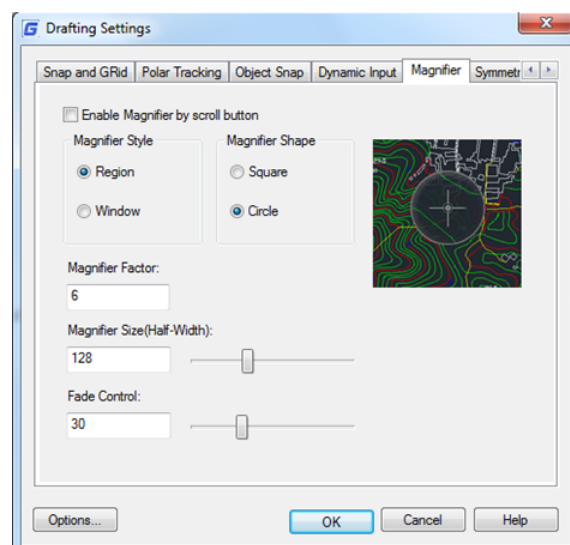 Drafting Settings
Snap and GRid Polar Tracking Object Snap Dynamic Input Magnifier Symmetr
Enable Magnifier by scroll button
Magnifier Style Magnifier Shape
Region Square
Window Circle
Magnifier Factor:
6
Magnifier Size(Half-Width):
128
Fade Control:
30
Options... OK Cancel Help